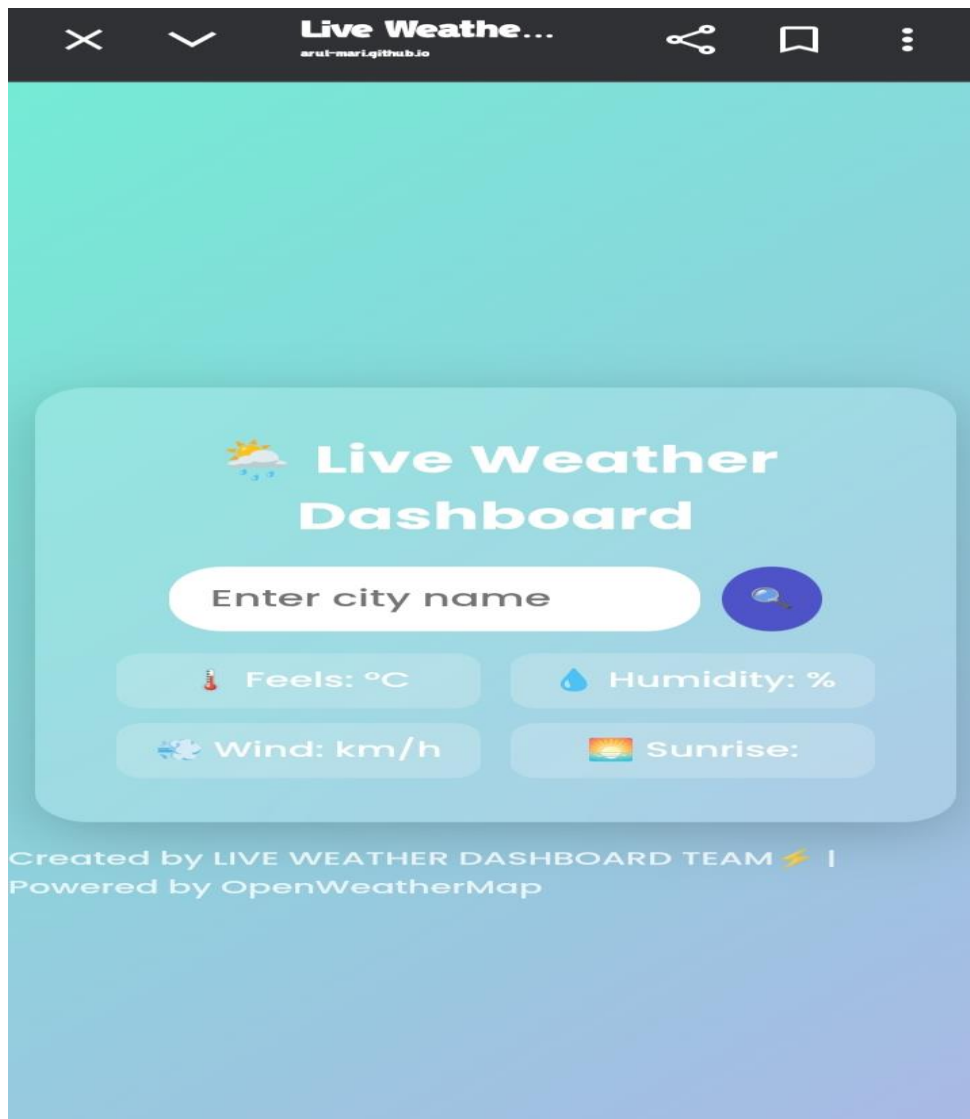 Live Weathe...
arul-mari.github.io
🌦️ Live Weather
Dashboard
Enter city name
🔍
🌡️ Feels: °C
💧 Humidity: %
💨 Wind: km/h
🌅 Sunrise:
Created by LIVE WEATHER DASHBOARD TEAM⚡ |
Powered by OpenWeatherMap